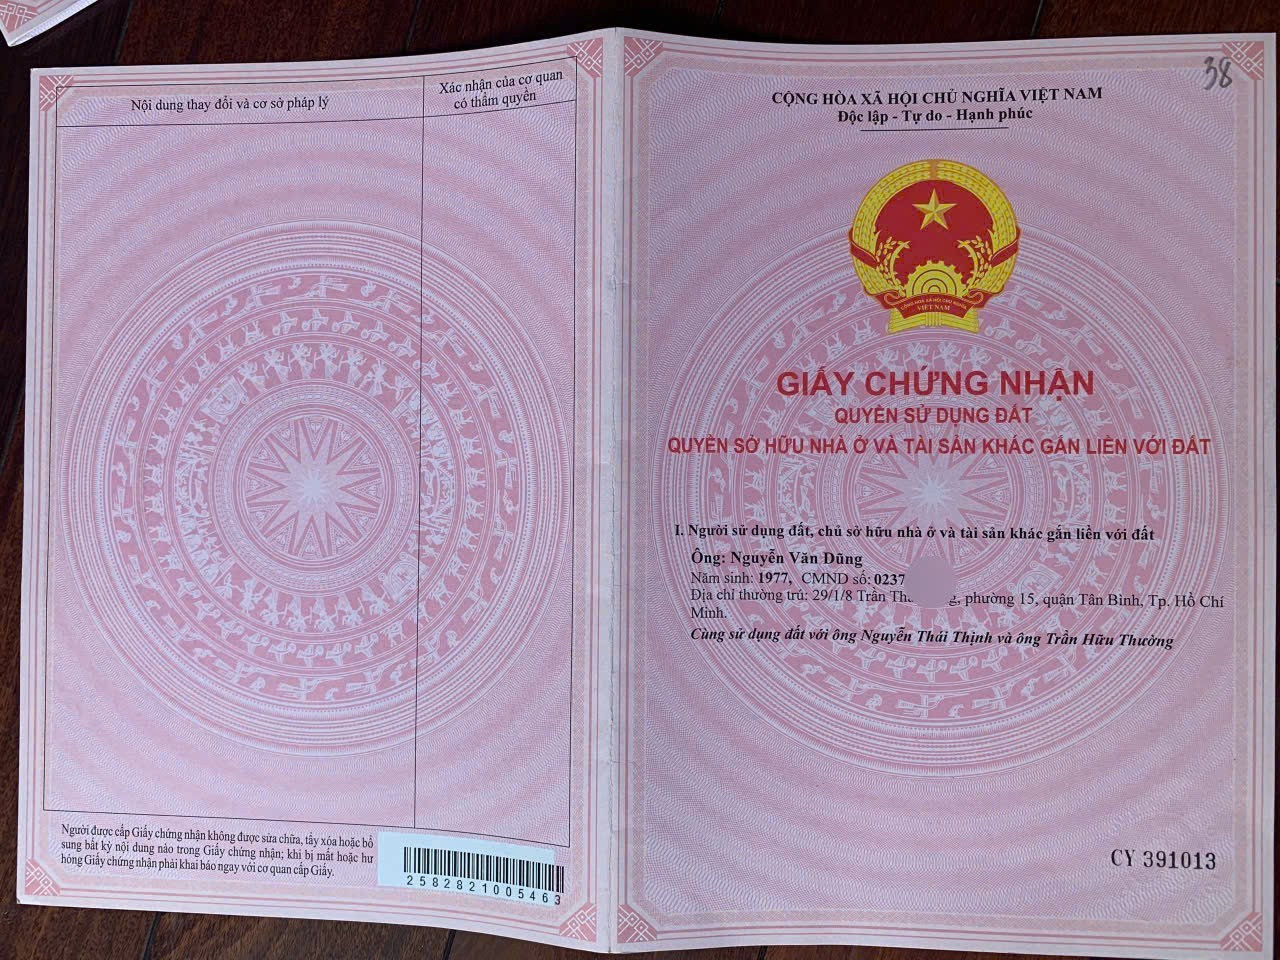 Nội dung thay đổi và cơ sở pháp lý
Xác nhận của cơ quan
có thẩm quyền
Người được cấp Giấy chứng nhận không được sửa chữa, tẩy xóa hoặc bổ
sung bất kỳ nội dung nào trong Giấy chứng nhận; khi bị mất hoặc hư
hỏng Giấy chứng nhận phải khai báo ngay với cơ quan cấp Giấy.
2582821005463
38
CỘNG HÒA XÃ HỘI CHỦ NGHĨA VIỆT NAM
Độc lập - Tự do - Hạnh phúc
CỘNG HÒA XÃ HỘI CHỦ NGHĨA
VIỆT NAM
GIẤY CHỨNG NHẬN
QUYỀN SỬ DỤNG ĐẤT
QUYỀN SỞ HỮU NHÀ Ở VÀ TÀI SẢN KHÁC GẮN LIỀN VỚI ĐẤT
I. Người sử dụng đất, chủ sở hữu nhà ở và tài sản khác gắn liền với đất
Ông: Nguyễn Văn Dũng
Năm sinh: 1977, CMND số: 0237
Địa chỉ thường trú: 29/1/8 Trần phường 15, quận Tân Bình, Tp. Hồ Chí
Minh.
Cùng sử dụng đất với ông Nguyễn Thái Thịnh và ông Trần Hữu Thường
CY 391013